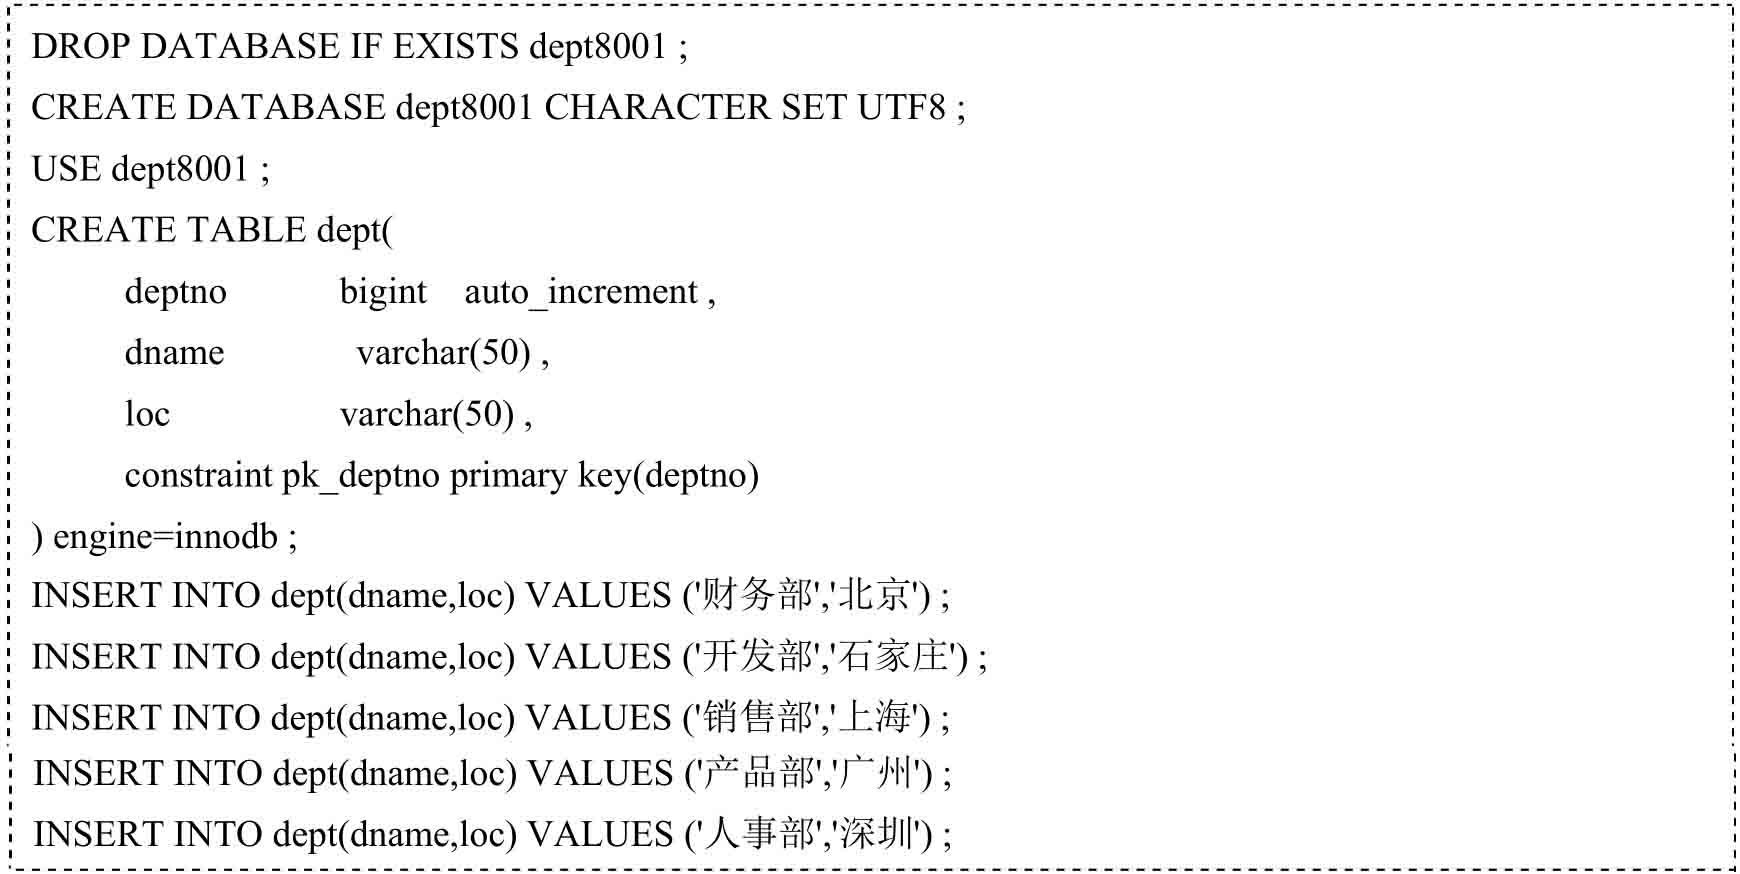 DROP DATABASE IF EXISTS dept8001 ;
CREATE DATABASE dept8001 CHARACTER SET UTF8 ;
USE dept8001 ;
CREATE TABLE dept(
deptno bigint auto_increment ,
dname varchar(50) ,
loc varchar(50) ,
constraint pk_deptno primary key(deptno)
) engine=innodb ;
INSERT INTO dept(dname,loc) VALUES ('财务部','北京') ;
INSERT INTO dept(dname,loc) VALUES ('开发部','石家庄') ;
INSERT INTO dept(dname,loc) VALUES ('销售部','上海') ;
INSERT INTO dept(dname,loc) VALUES ('产品部','广州') ;
INSERT INTO dept(dname,loc) VALUES ('人事部','深圳') ;